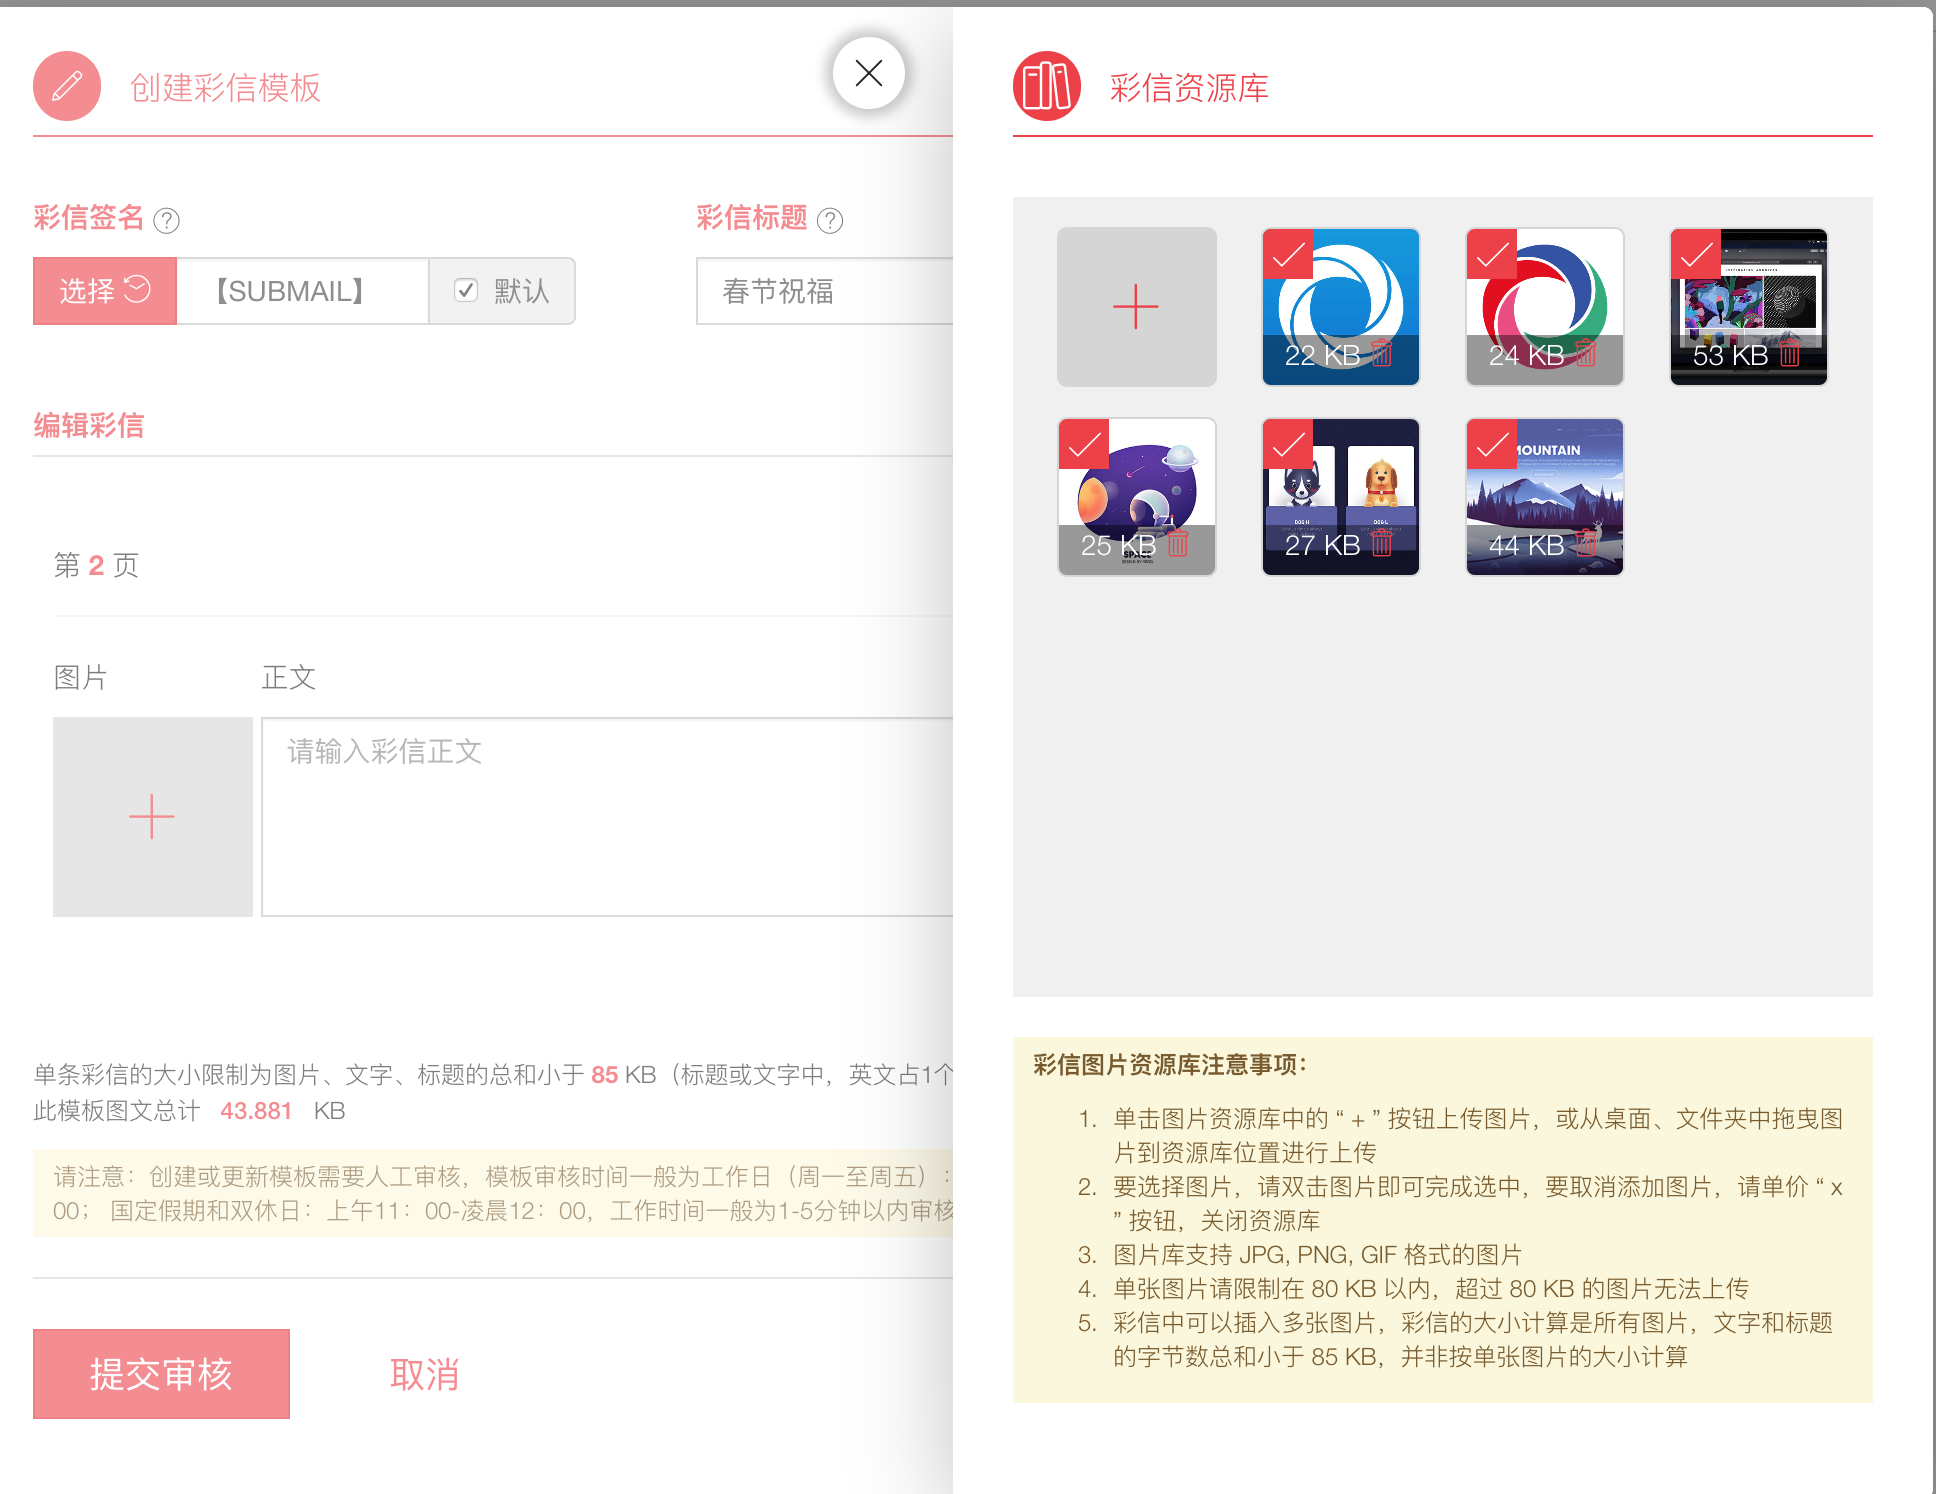 创建彩信模板
彩信签名 ?
彩信标题 ?
选择
【SUBMAIL】
默认
春节祝福
编辑彩信
第 2 页
图片
正文
请输入彩信正文
单条彩信的大小限制为图片、文字、标题的总和小于 85 KB（标题或文字中，英文占1个
此模板图文总计 43.881 KB
请注意：创建或更新模板需要人工审核，模板审核时间一般为工作日（周一至周五）：
00； 国定假期和双休日：上午11：00-凌晨12：00，工作时间一般为1-5分钟以内审核
提交审核
取消
彩信资源库
22 KB
24 KB
53 KB
MOUNTAIN
DOG H
DOG L
25 KB
SPACE
27 KB
44 KB
彩信图片资源库注意事项：
1. 单击图片资源库中的 “ + ” 按钮上传图片，或从桌面、文件夹中拖曳图
片到资源库位置进行上传
2. 要选择图片，请双击图片即可完成选中，要取消添加图片，请单价 “ x
” 按钮，关闭资源库
3. 图片库支持 JPG, PNG, GIF 格式的图片
4. 单张图片请限制在 80 KB 以内，超过 80 KB 的图片无法上传
5. 彩信中可以插入多张图片，彩信的大小计算是所有图片，文字和标题
的字节数总和小于 85 KB，并非按单张图片的大小计算